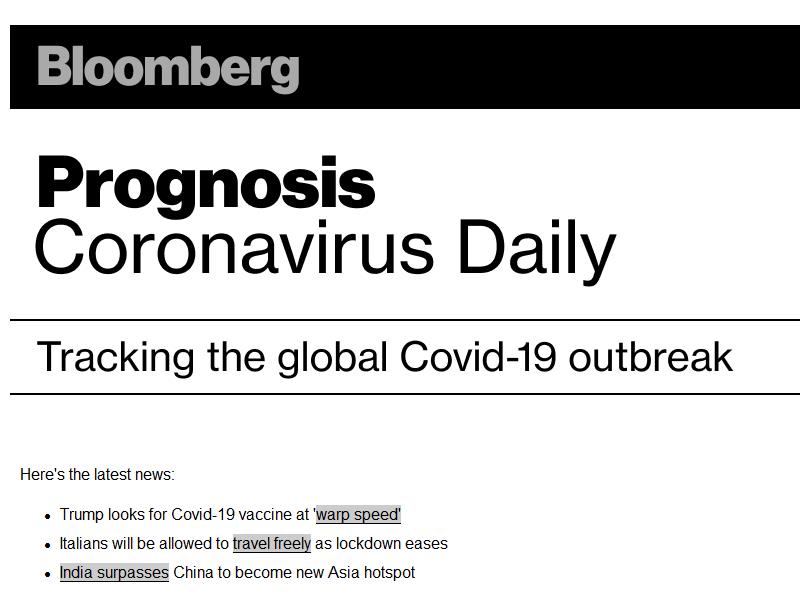 Bloomberg
Prognosis
Coronavirus Daily
Tracking the global Covid-19 outbreak
Here's the latest news:
• Trump looks for Covid-19 vaccine at 'warp speed'
• Italians will be allowed to travel freely as lockdown eases
• India surpasses China to become new Asia hotspot